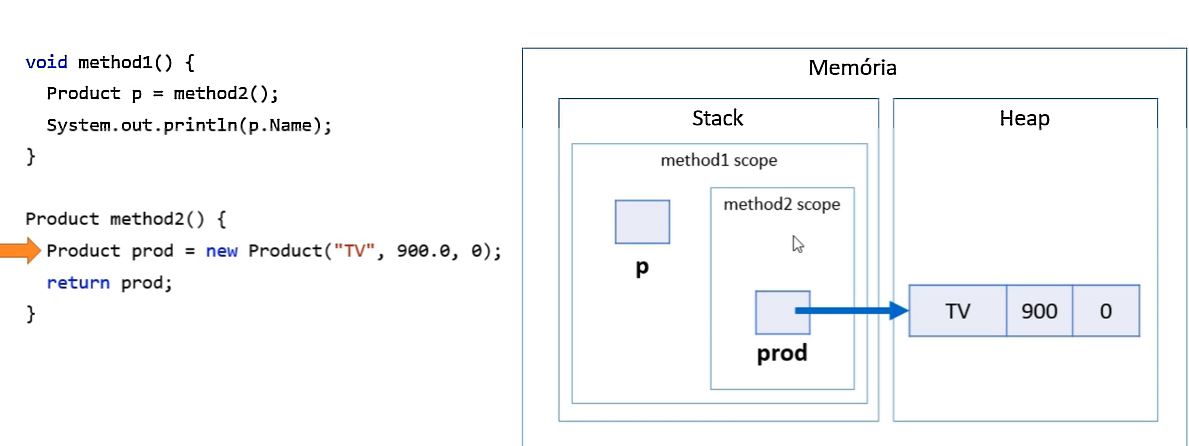 void method1() {
Product p = method2();
System.out.println(p.Name);
}
Product method2() {
Product prod = new Product("TV", 900.0, 0);
return prod;
}
Memória
Stack
Heap
method1 scope
method2 scope
p
prod
TV 900 0